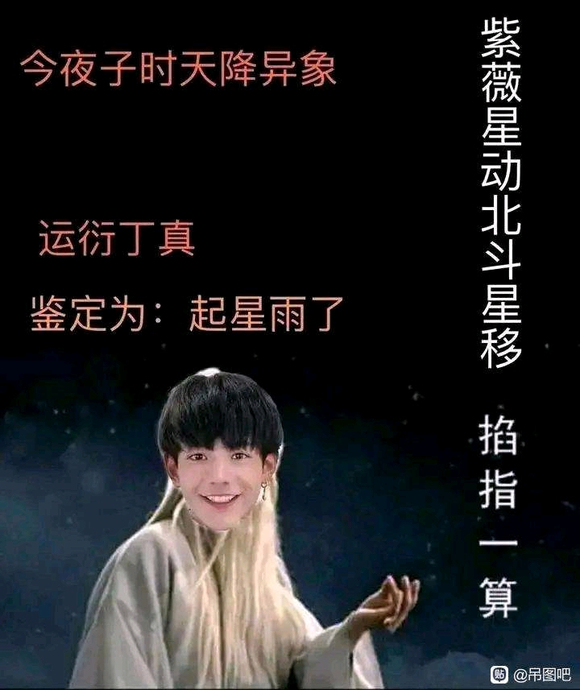 今夜子时天降异象
紫薇星动北斗星移
掐指一算
运衍丁真
鉴定为：起星雨了
贴 @吊图吧